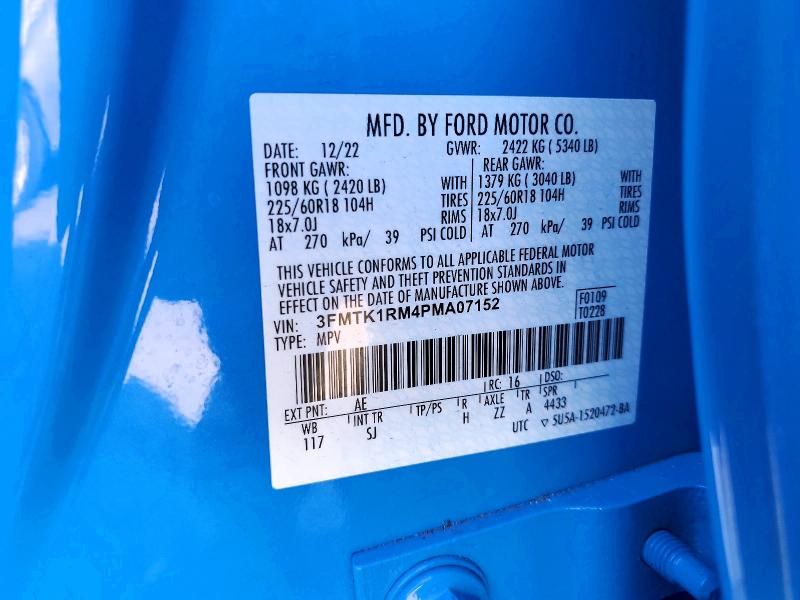 MFD. BY FORD MOTOR CO.
DATE: 12/22 GVWR: 2422 KG ( 5340 LB)
FRONT GAWR: REAR GAWR:
1098 KG ( 2420 LB) WITH 1379 KG ( 3040 LB) WITH
225/60R18 104H TIRES 225/60R18 104H TIRES
18x7.0J RIMS 18x7.0J RIMS
AT 270 kPa/ 39 PSI COLD AT 270 kPa/ 39 PSI COLD
THIS VEHICLE CONFORMS TO ALL APPLICABLE FEDERAL MOTOR
VEHICLE SAFETY AND THEFT PREVENTION STANDARDS IN
EFFECT ON THE DATE OF MANUFACTURE SHOWN ABOVE.
VIN: 3FMTK1RM4PMA07152 F0109
TYPE: MPV T0228
RC: 16 DSO:
EXT PNT: AE
WB INT TR TP/PS R AXLE TR SPR
117 SJ H ZZ A 4433
UTC ▽ 5U5A-1520472-BA